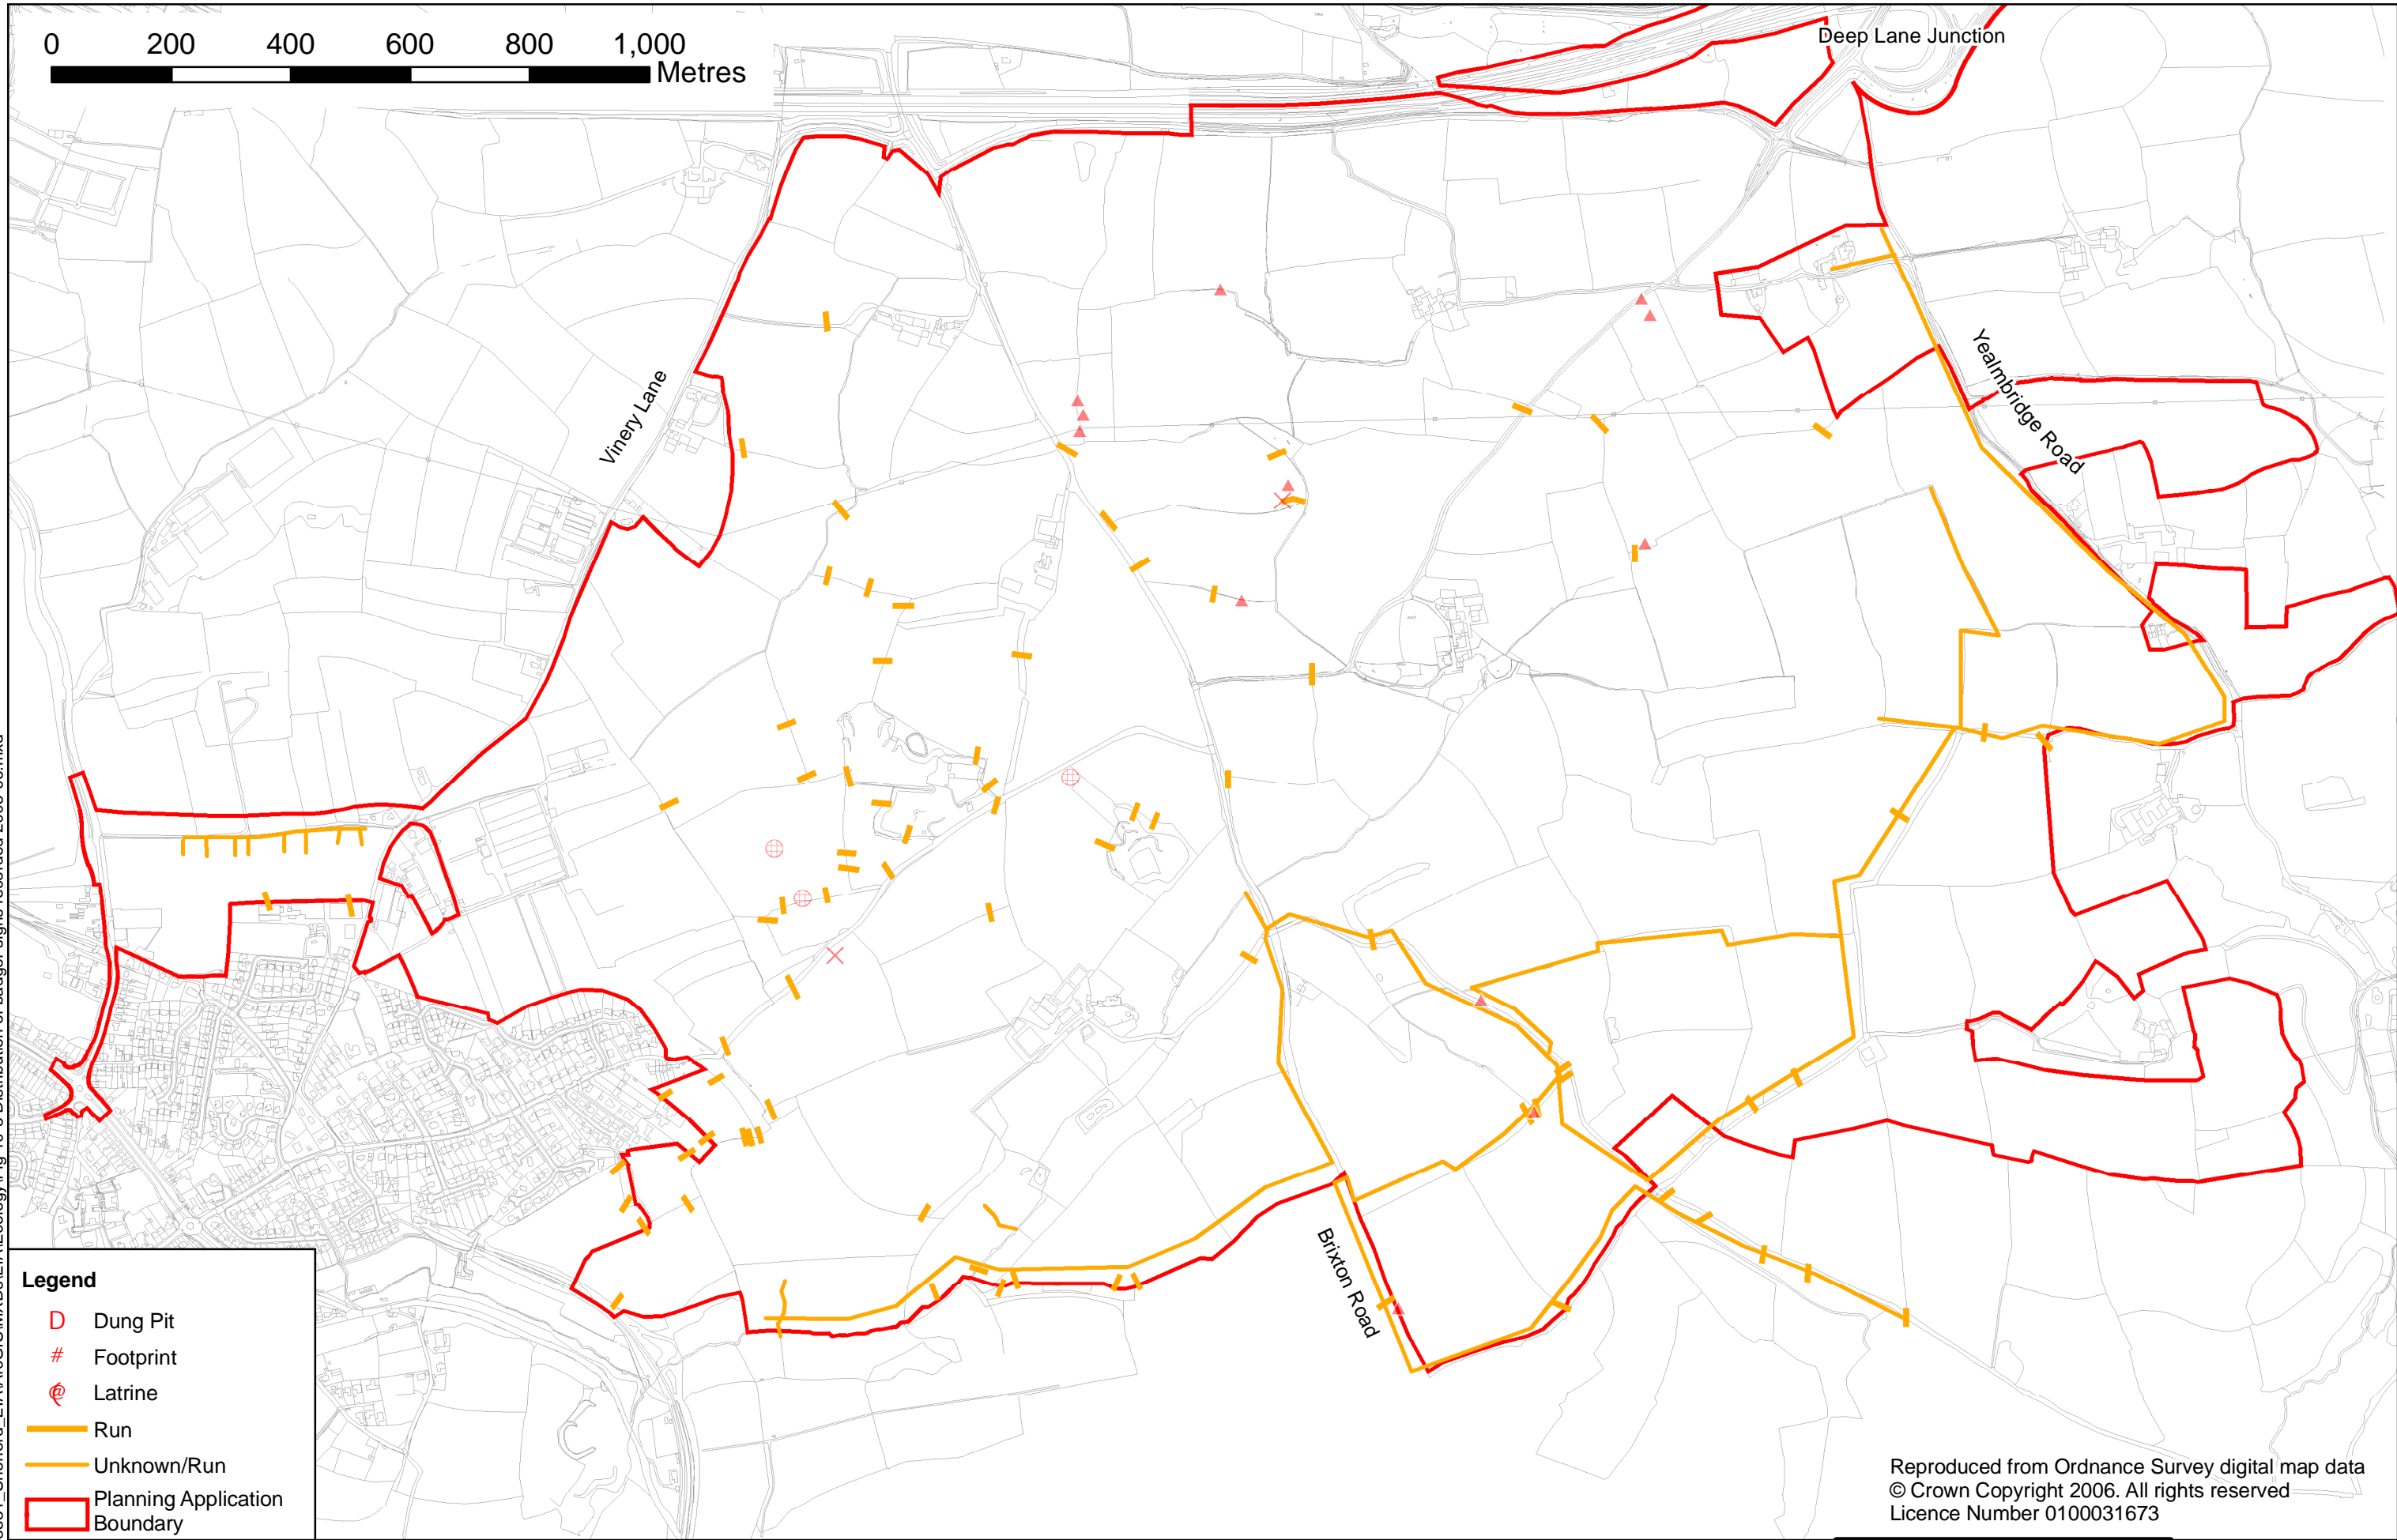 0 200 400 600 800 1,000
Metres
Deep Lane Junction
Vinery Lane
Yealmbridge Road
Brixton Road
Legend
D Dung Pit
# Footprint
Latrine
Run
Unknown/Run
Planning Application
Boundary
Reproduced from Ordnance Survey digital map data
© Crown Copyright 2006. All rights reserved
Licence Number 0100031673